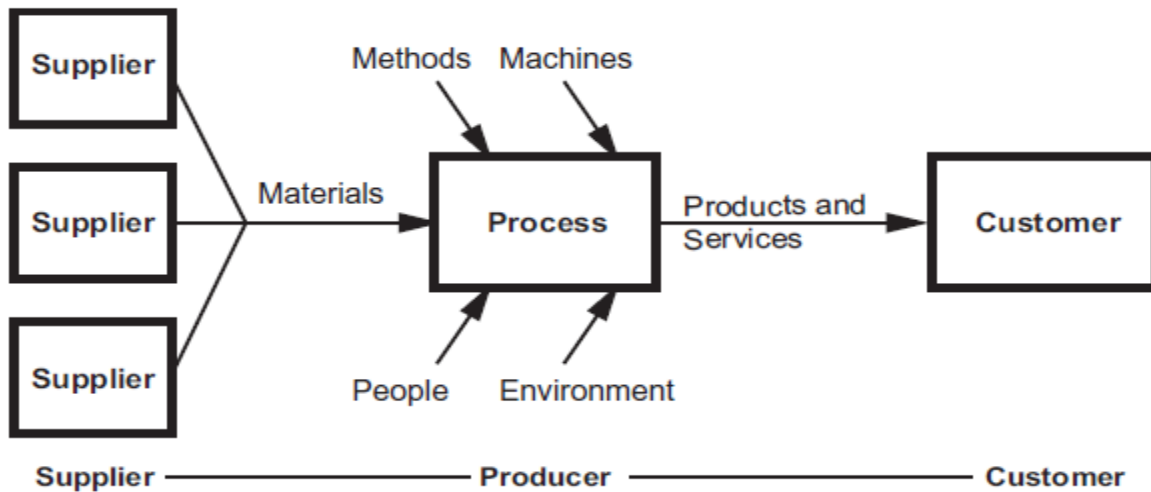 Supplier
Methods Machines
Materials
Supplier
Process
Products and
Services
Customer
Supplier
People Environment
Supplier Producer Customer